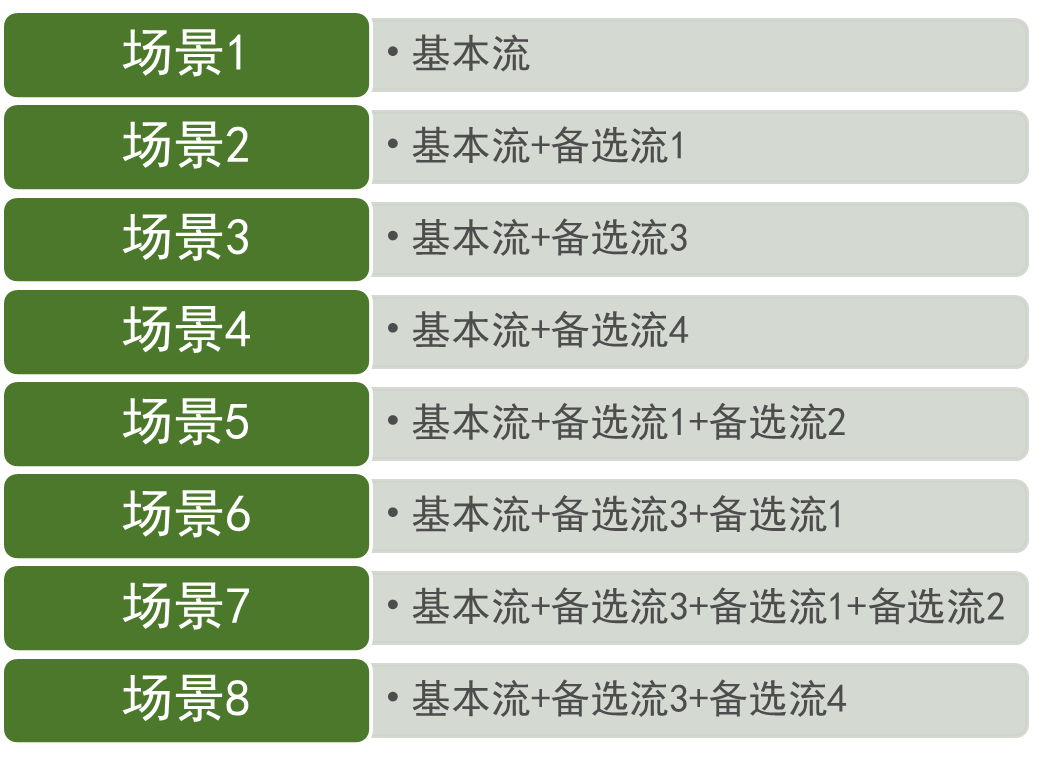 场景1
• 基本流
场景2
• 基本流+备选流1
场景3
• 基本流+备选流3
场景4
• 基本流+备选流4
场景5
• 基本流+备选流1+备选流2
场景6
• 基本流+备选流3+备选流1
场景7
• 基本流+备选流3+备选流1+备选流2
场景8
• 基本流+备选流3+备选流4